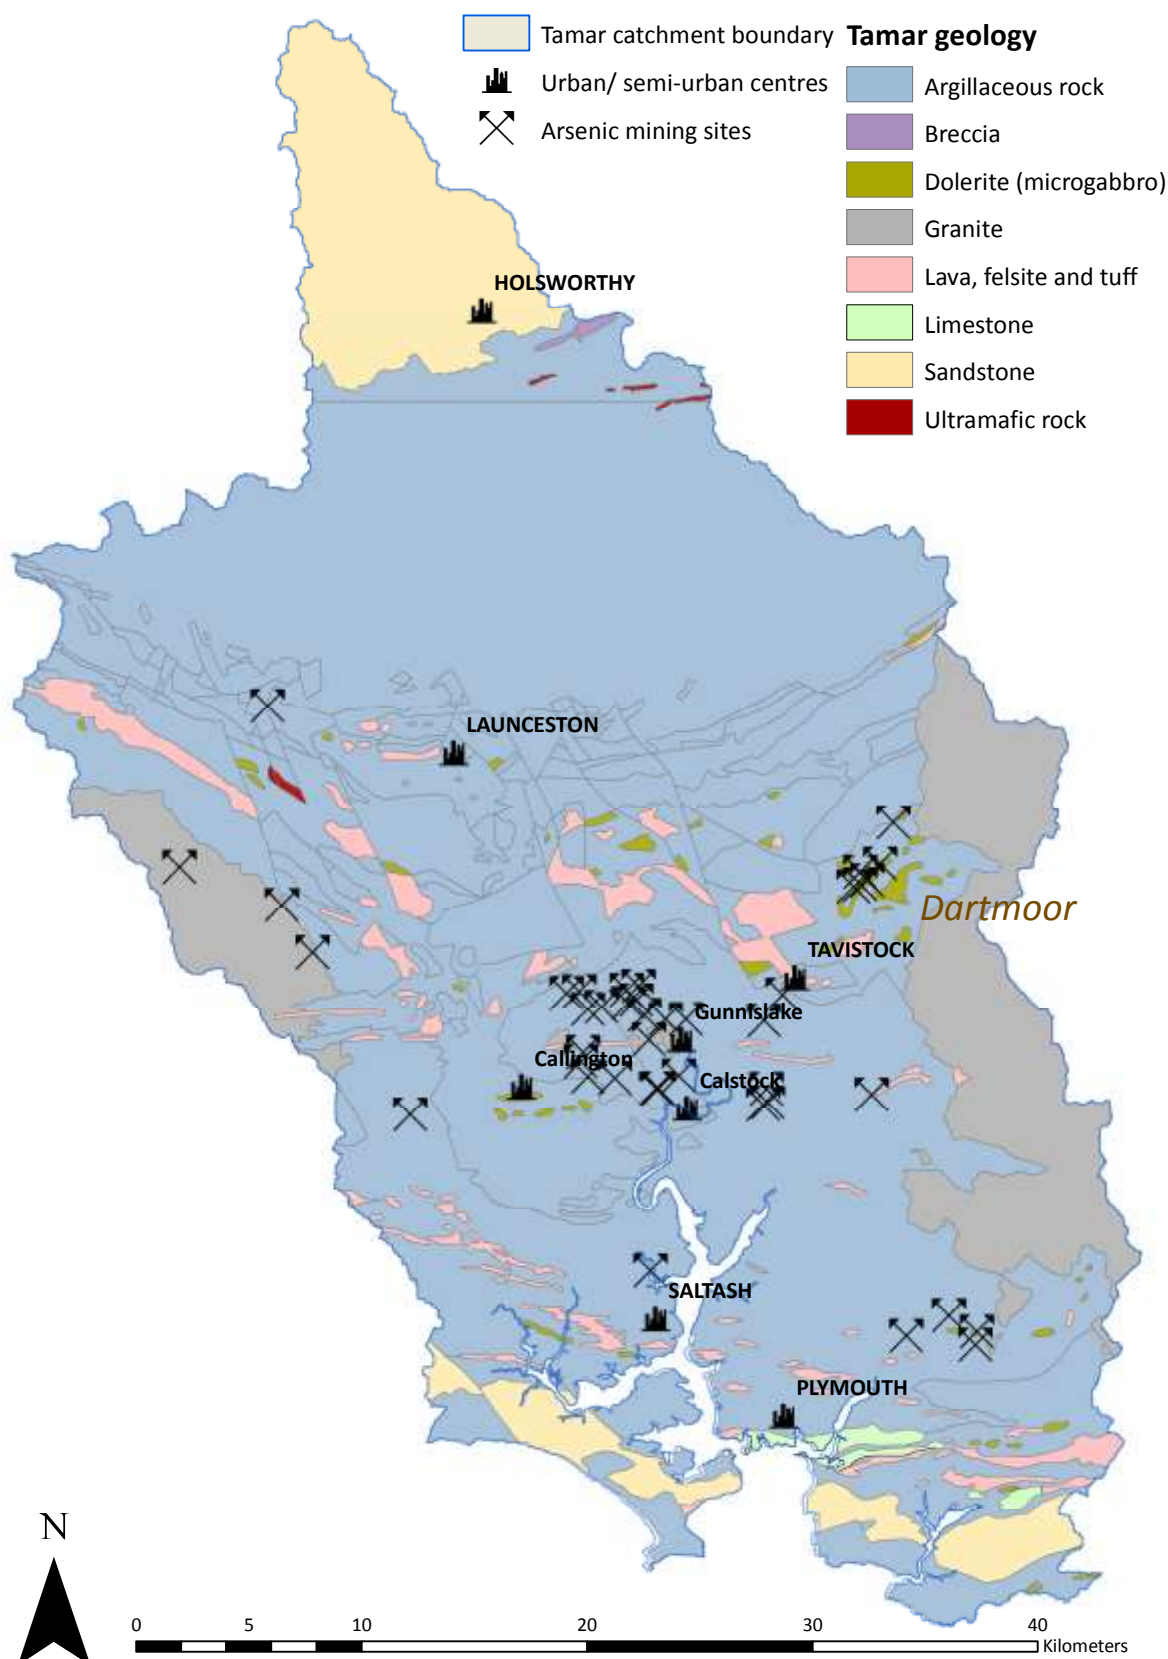 Tamar catchment boundary
Urban/ semi-urban centres
Arsenic mining sites
Tamar geology
Argillaceous rock
Breccia
Dolerite (microgabbro)
Granite
Lava, felsite and tuff
Limestone
Sandstone
Ultramafic rock
HOLSWORTHY
LAUNCESTON
Dartmoor
TAVISTOCK
Gunnislake
Callington
Calstock
SALTASH
PLYMOUTH
N
0 5 10 20 30 40
Kilometers